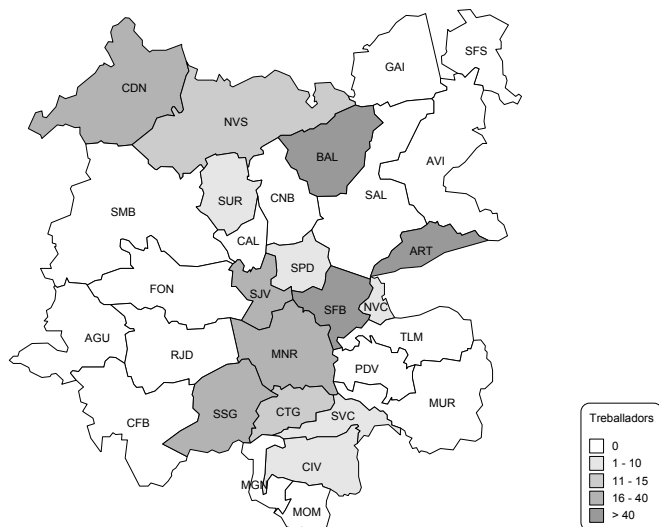 SFS
GAI
CDN
NVS
BAL
AVI
SUR
CNB
SAL
SMB
CAL
ART
SPD
FON
SJV
SFB
NVC
AGU
TLM
RJD
MNR
PDV
MUR
CFB
SSG
CTG
SVC
CIV
MGN
MOM
Treballadors
0
1 - 10
11 - 15
16 - 40
> 40